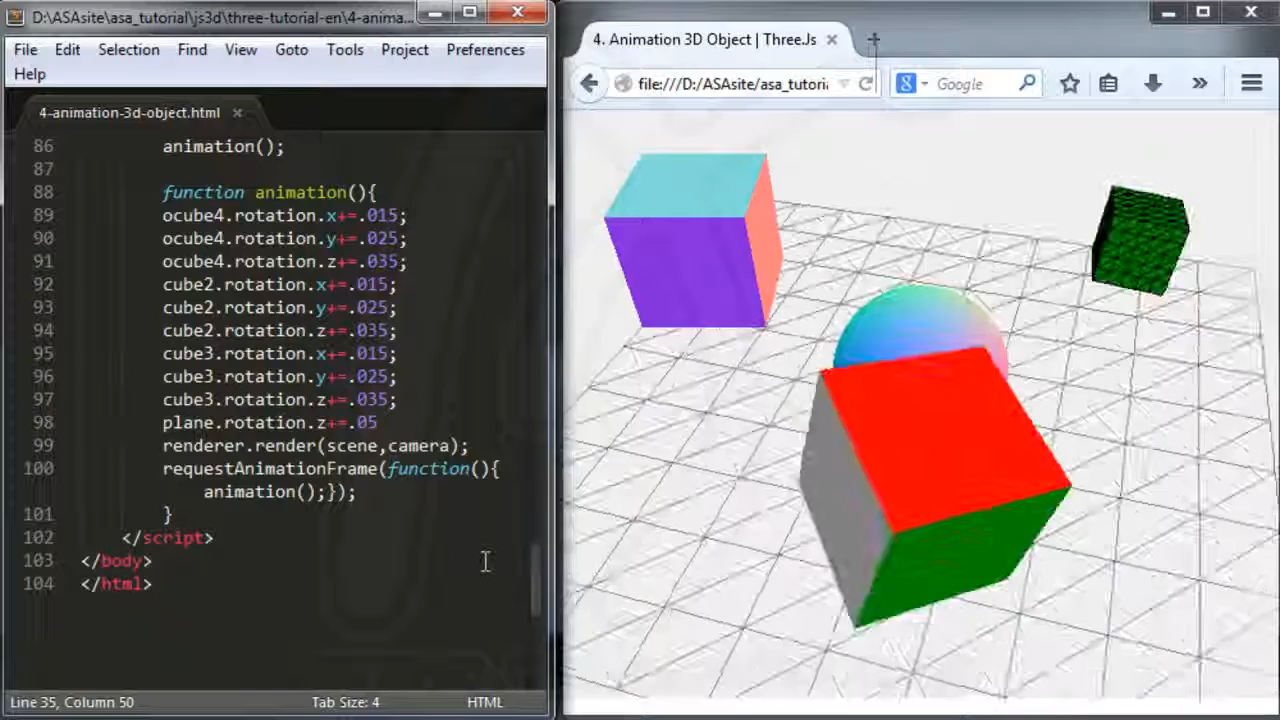 D:\ASAsite\asa_tutorial\js3d\three-tutorial-en\4-anima...
File Edit Selection Find View Goto Tools Project Preferences
Help
4-animation-3d-object.html
86 animation();
87
88 function animation(){
89 ocube4.rotation.x+=.015;
90 ocube4.rotation.y+=.025;
91 ocube4.rotation.z+=.035;
92 cube2.rotation.x+=.015;
93 cube2.rotation.y+=.025;
94 cube2.rotation.z+=.035;
95 cube3.rotation.x+=.015;
96 cube3.rotation.y+=.025;
97 cube3.rotation.z+=.035;
98 plane.rotation.z+=.05
99 renderer.render(scene,camera);
100 requestAnimationFrame(function(){
animation();});
101 }
102 </script>
103 </body>
104 </html>
Line 35, Column 50 Tab Size: 4 HTML
4. Animation 3D Object | ThreeJs
file:///D:/ASAsite/asa_tutoria
Google